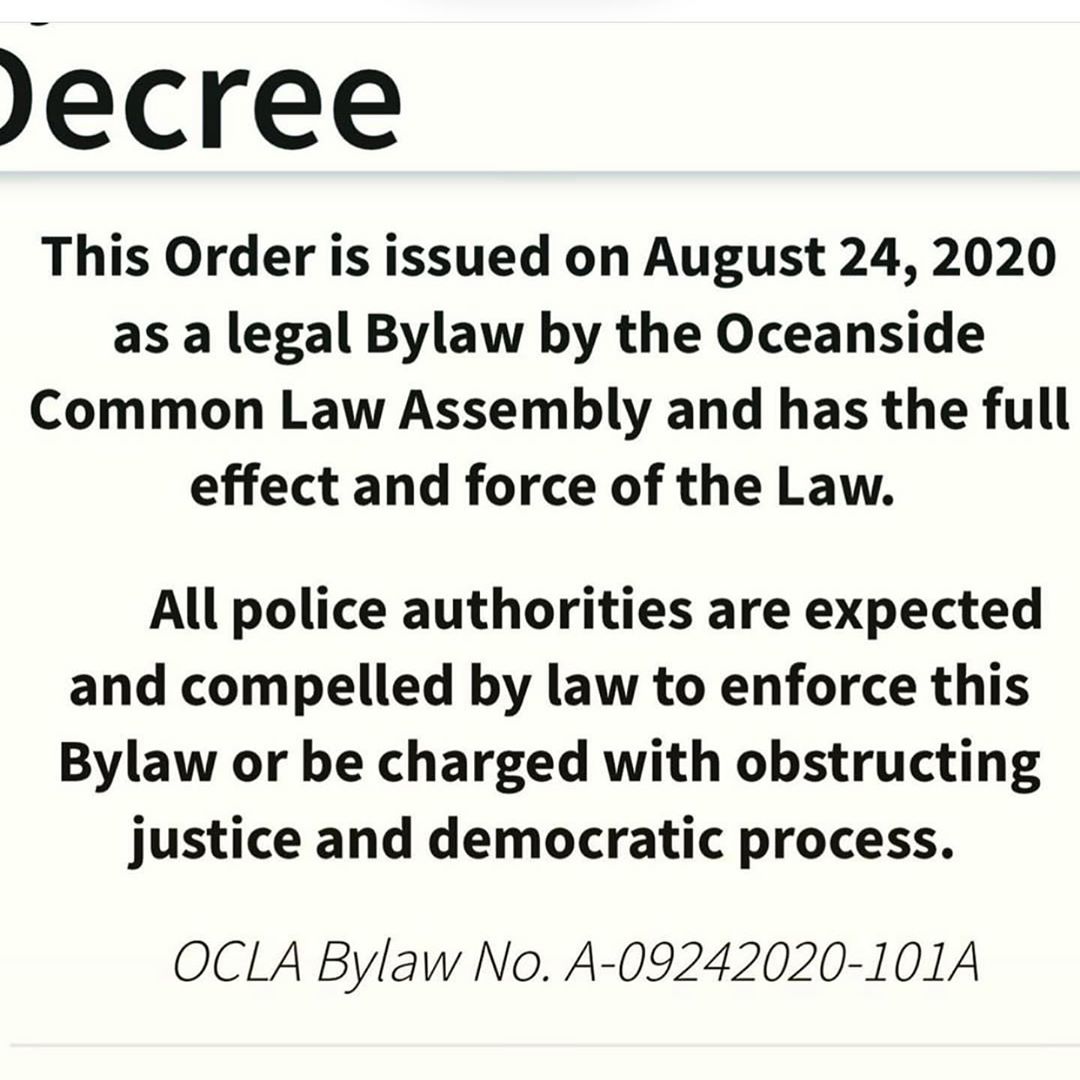 Decree
This Order is issued on August 24, 2020
as a legal Bylaw by the Oceanside
Common Law Assembly and has the full
effect and force of the Law.
All police authorities are expected
and compelled by law to enforce this
Bylaw or be charged with obstructing
justice and democratic process.
OCLA Bylaw No. A-09242020-101A